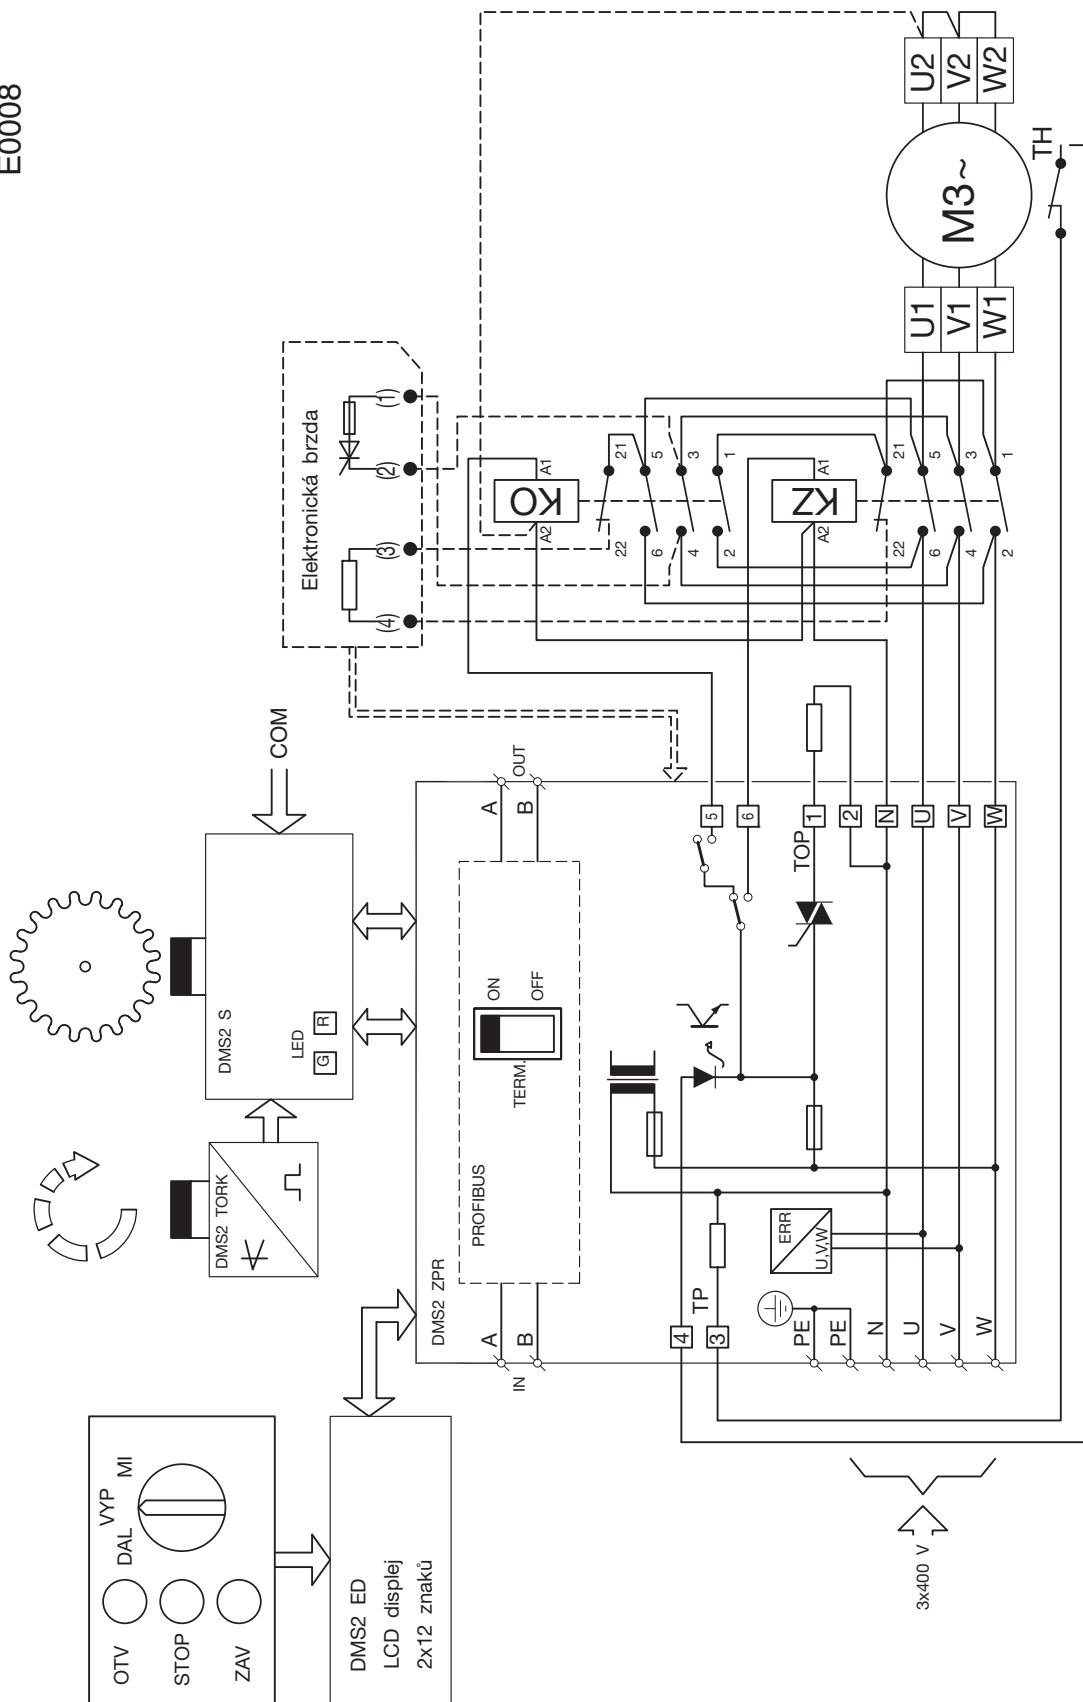 E0008
OTV
STOP
ZAV
DAL
VYP
MI
DMS2 ED
LCD displej
2x12 znaků
DMS2 TORK
DMS2 S
LED
G
R
COM
DMS2 ZPR
PROFIBUS
TERM.
ON
OFF
A
B
IN
A
B
OUT
Elektronická brzda
(4)
(3)
(2)
(1)
KO
A2
A1
22
21
6
5
4
3
2
1
KZ
A2
A1
22
21
6
5
4
3
2
1
4
3
TP
5
6
TOP
1
2
N
U
V
W
ERR
U,V,W
PE
PE
N
U
V
W
3x400 V
U1
V1
W1
M3~
U2
V2
W2
TH